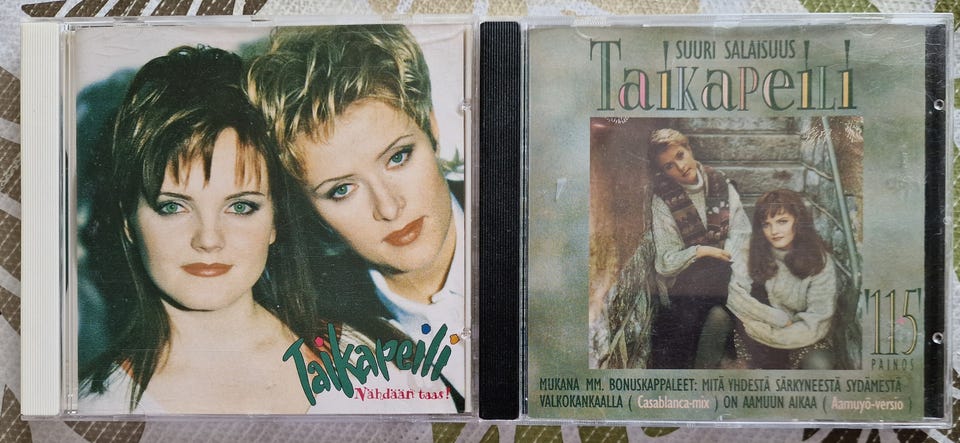 Taikapeili
Nähdään taas!
SUURI SALAISUUS
Taikapeili
'115'
PAINOS
MUKANA MM. BONUSKAPPALEET: MITÄ YHDESTÄ SÄRKYNEESTÄ SYDÄMESTÄ
VALKOKANKAALLA ( Casablanca-mix ) ON AAMUUN AIKAA ( Aamuyö-versio )